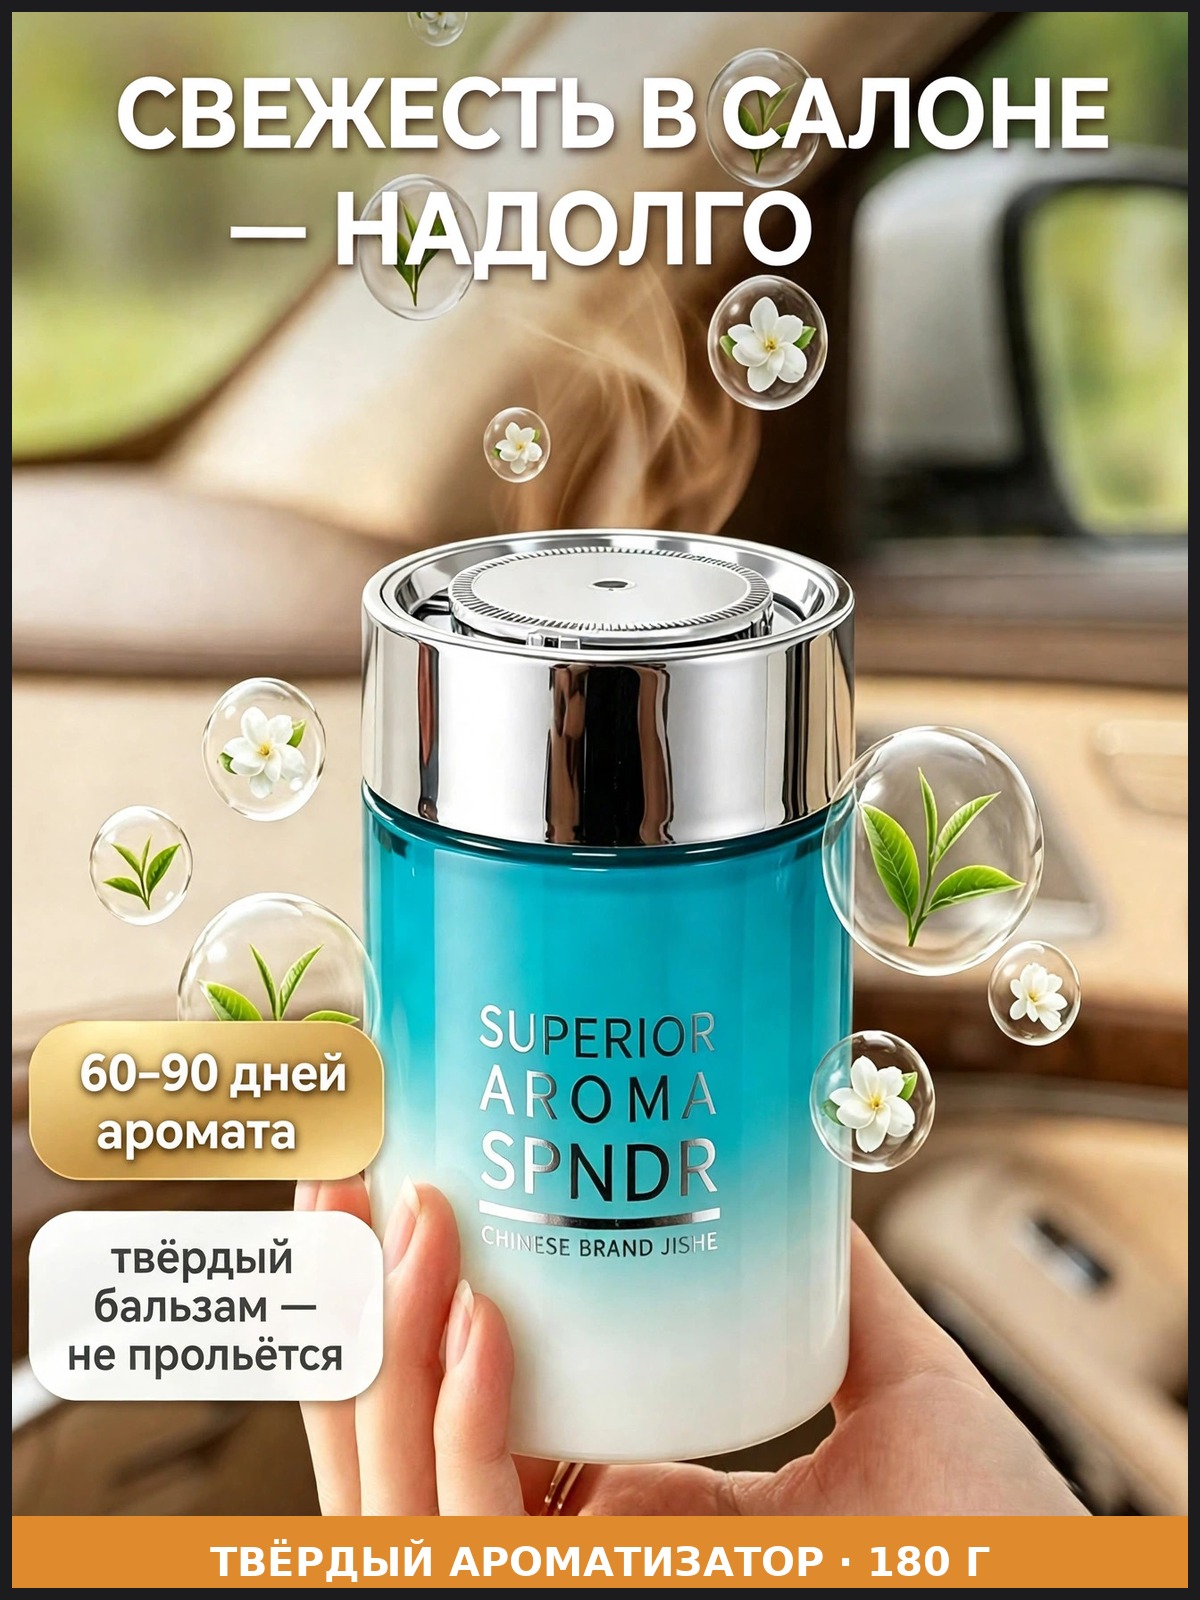 СВЕЖЕСТЬ В САЛОНЕ
— НАДОЛГО
SUPERIOR
AROMA
SPNDR
CHINESE BRAND JISHE
60–90 дней
аромата
твёрдый
бальзам —
не прольётся
ТВЁРДЫЙ АРОМАТИЗАТОР · 180 Г